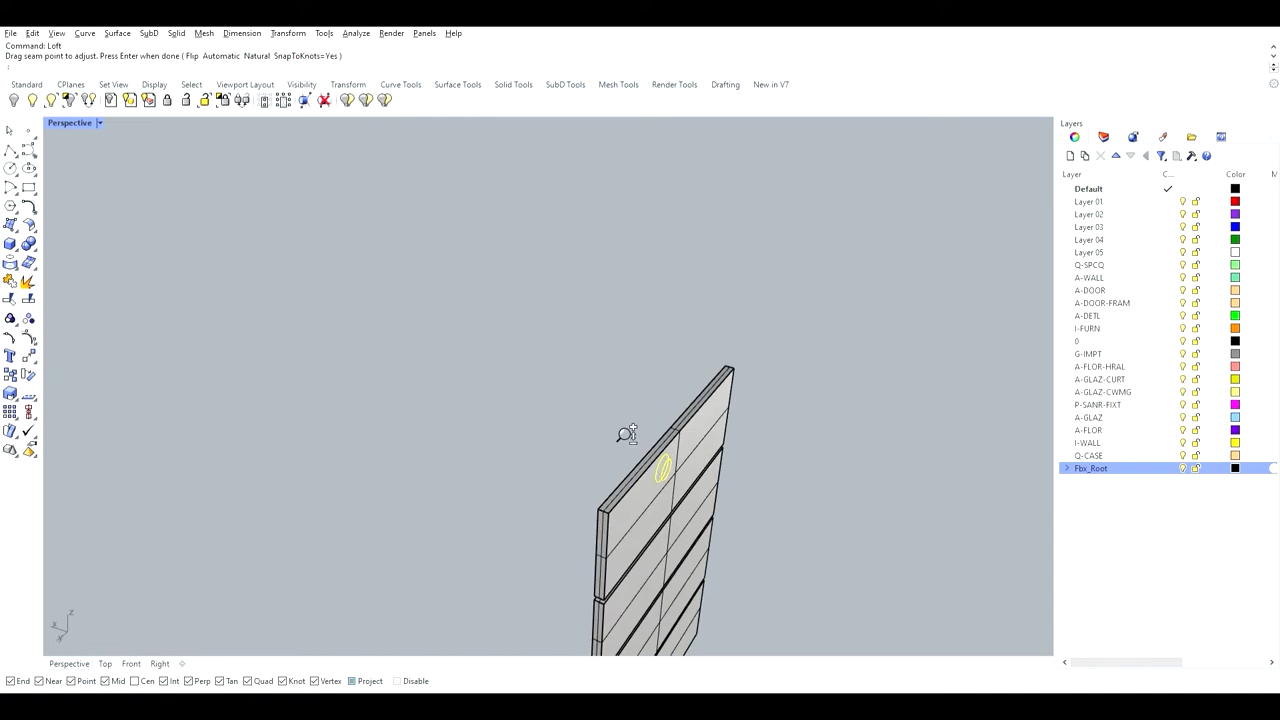 File Edit View Curve Surface SubD Solid Mesh Dimension Transform Tools Analyze Render Panels Help
Command: Loft
Drag seam point to adjust. Press Enter when done ( Flip Automatic Natural SnapToKnots=Yes )
:
Standard CPlanes Set View Display Select Viewport Layout Visibility Transform Curve Tools Surface Tools Solid Tools SubD Tools Mesh Tools Render Tools Drafting New in V7
Perspective
Layers
Layer C... Color M
Default
Layer 01
Layer 02
Layer 03
Layer 04
Layer 05
Q-SPCQ
A-WALL
A-DOOR
A-DOOR-FRAM
A-DETL
I-FURN
0
G-IMPT
A-FLOR-HRAL
A-GLAZ-CURT
A-GLAZ-CWMG
P-SANR-FIXT
A-GLAZ
A-FLOR
I-WALL
Q-CASE
Fbx_Root
z
x
y
Perspective Top Front Right
End Near Point Mid Cen Int Perp Tan Quad Knot Vertex Project Disable